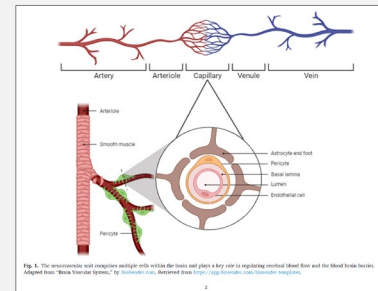 Artery Arteriole Capillary Venule Vein
Arteriole
Smooth muscle
Pericyte
Astrocyte end foot
Pericyte
Basal lamina
Lumen
Endothelial cell
Fig. 1. The neurovascular unit comprises multiple cells within the brain and plays a key role in regulating cerebral blood flow and the blood brain barrier.
Adapted from "Brain Vascular System," by BioRender.com. Retrieved from https://app.biorender.com/biorender-templates.
2